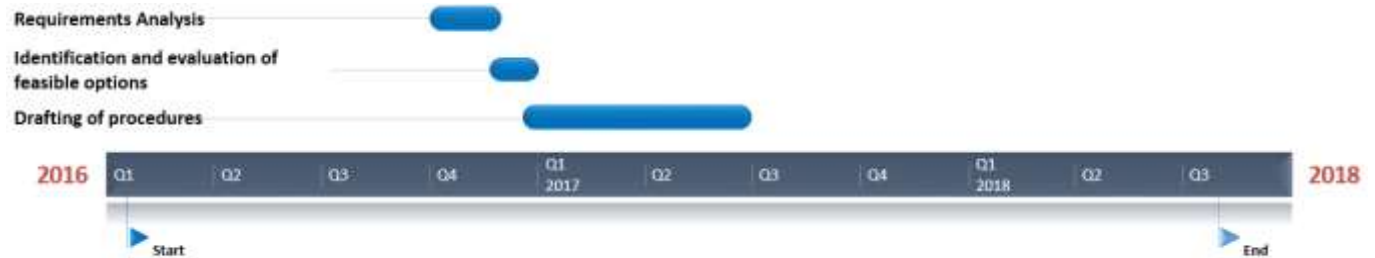 Requirements Analysis
Identification and evaluation of
feasible options
Drafting of procedures
2016 Q1 Q2 Q3 Q4 Q1 2017 Q2 Q3 Q4 Q1 2018 Q2 Q3 2018
Start End